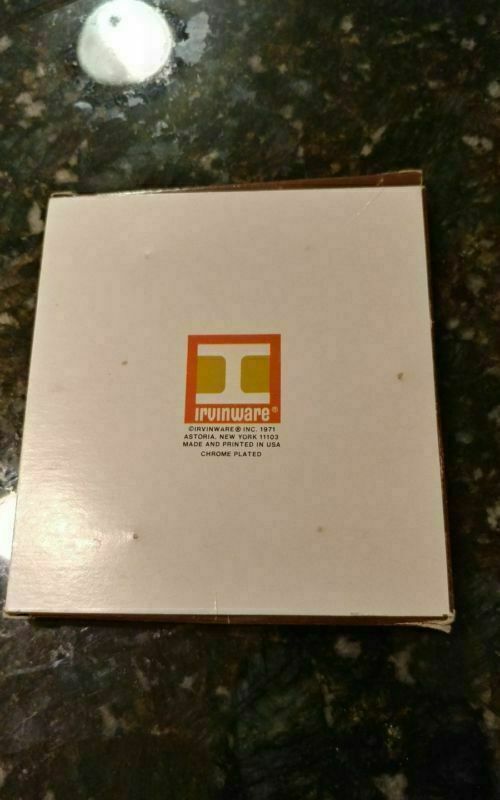 IRVINWARE®
©IRVINWARE® INC. 1971
ASTORIA, NEW YORK 11103
MADE AND PRINTED IN USA
CHROME PLATED